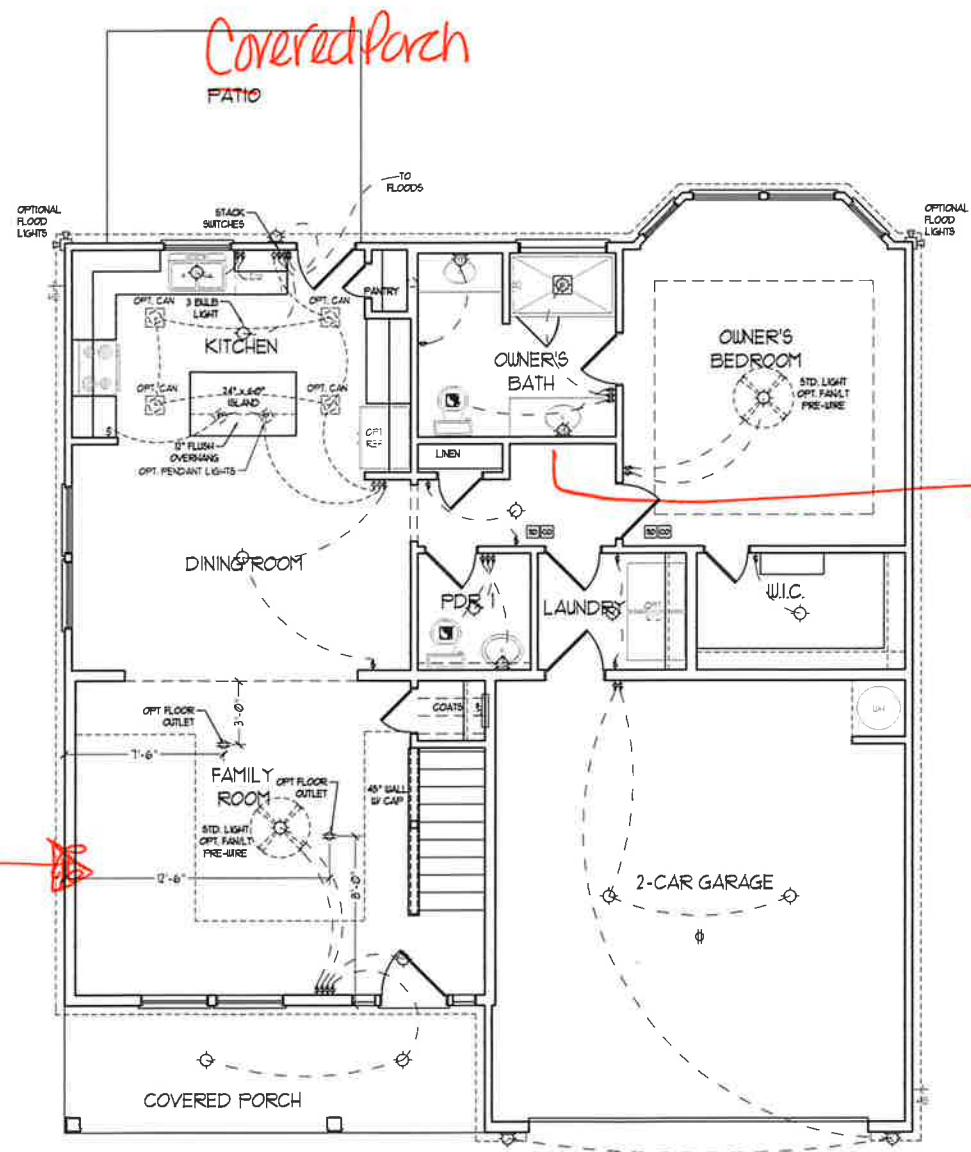 Covered Porch
PATIO
TO
FLOODS
OPTIONAL
FLOOD
LIGHTS
STACK
SWITCHES
OPTIONAL
FLOOD
LIGHTS
PANTRY
OPT. CAN
3 BULB
LIGHT
OPT. CAN
KITCHEN
OWNER'S
BATH
OWNER'S
BEDROOM
STD. LIGHT
OPT. FAN/LT
PRE-WIRE
OPT. CAN
24" x 6'-0"
ISLAND
OPT. CAN
12" FLUSH
OVERHANG
OPT. PENDANT LIGHTS
OPT
REF.
LINEN
SD CO
SD CO
DINING ROOM
PDR 1
LAUNDRY
OPT
W.I.C.
COATS
WH
OPT FLOOR
OUTLET
3'-0"
7'-6"
FAMILY
ROOM
OPT FLOOR
OUTLET
45" WALL
W/ CAP
STD. LIGHT
OPT. FAN/LT
PRE-WIRE
12'-6"
8'-0"
2-CAR GARAGE
COVERED PORCH